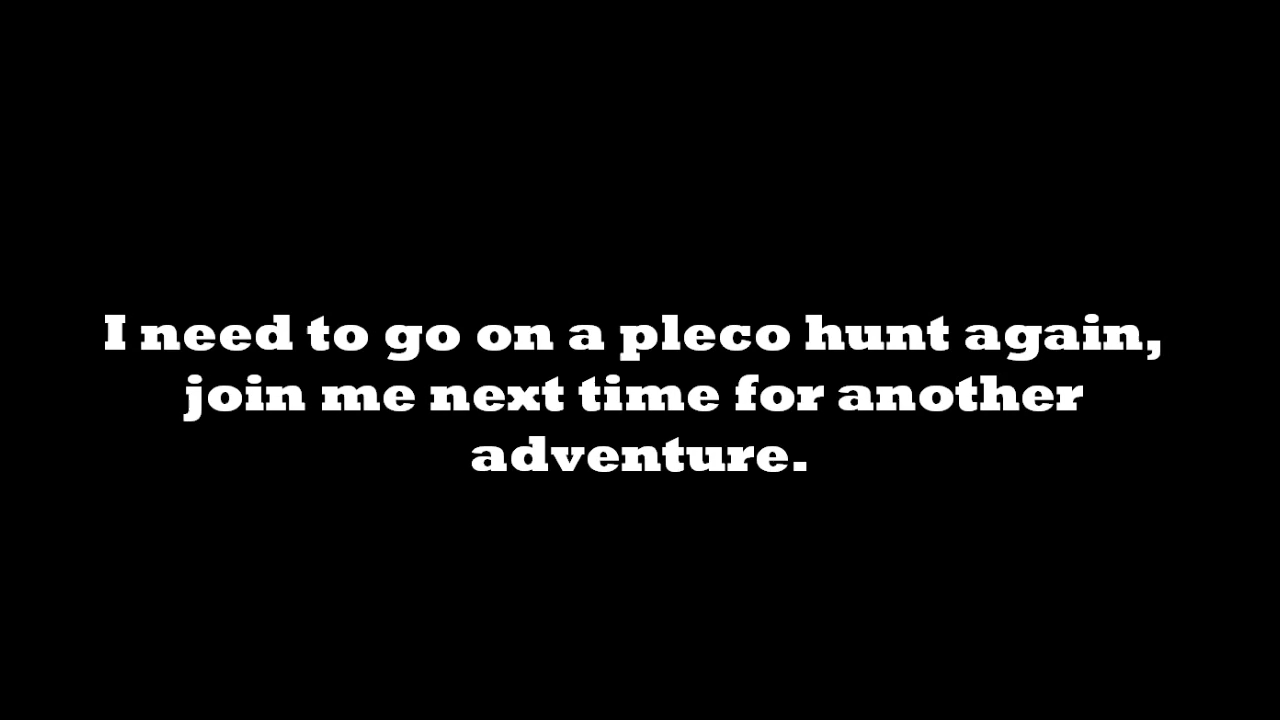 I need to go on a pleco hunt again,
join me next time for another
adventure.